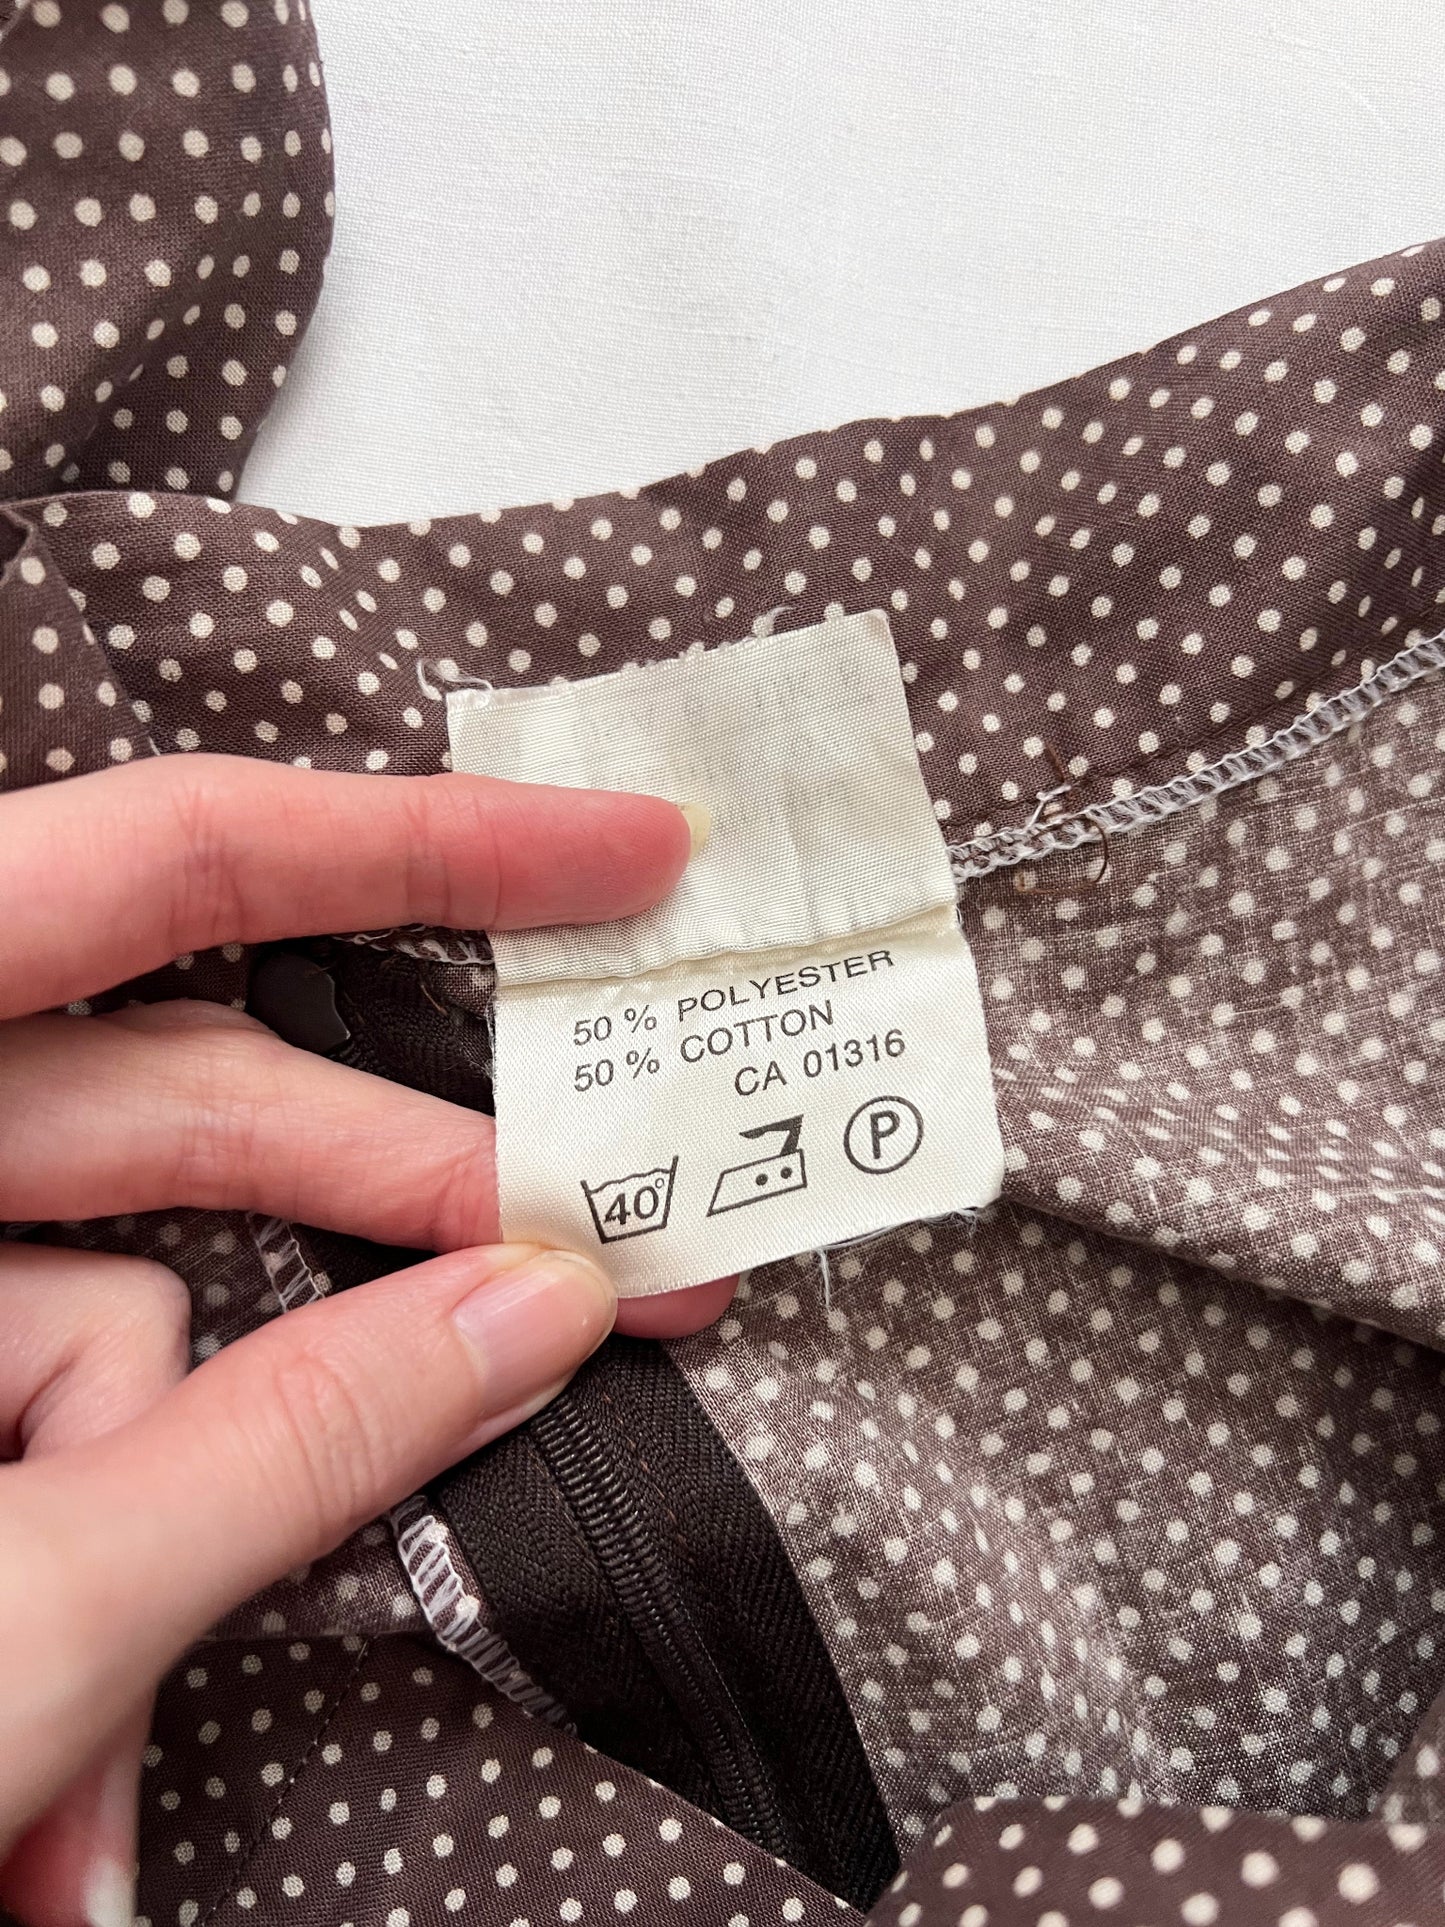 50 % POLYESTER
50 % COTTON
CA 01316
40° P